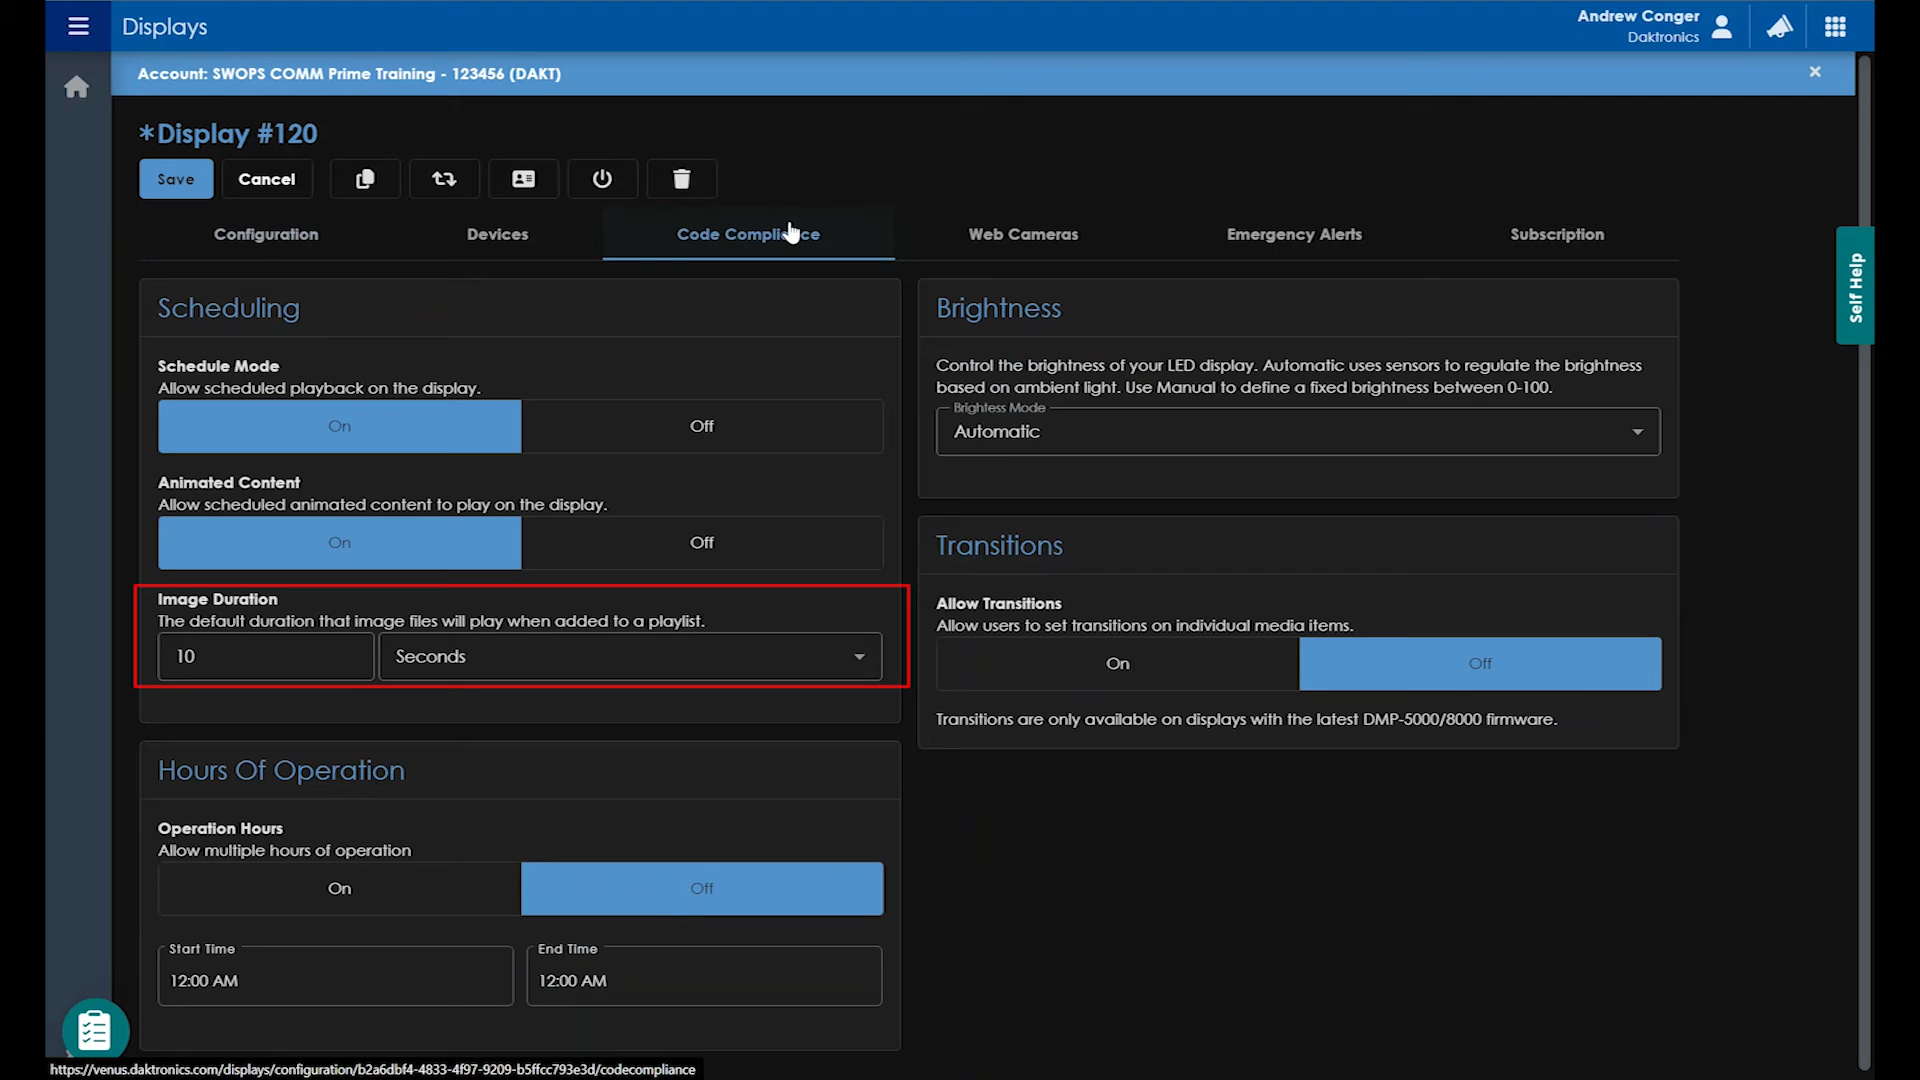 Displays
Andrew Conger
Daktronics
Account: SWOPS COMM Prime Training - 123456 (DAKT)
*Display #120
Save
Cancel
Configuration
Devices
Code Compliance
Web Cameras
Emergency Alerts
Subscription
Self Help
Scheduling
Schedule Mode
Allow scheduled playback on the display.
On
Off
Animated Content
Allow scheduled animated content to play on the display.
On
Off
Image Duration
The default duration that image files will play when added to a playlist.
10
Seconds
Hours Of Operation
Operation Hours
Allow multiple hours of operation
On
Off
Start Time
12:00 AM
End Time
12:00 AM
Brightness
Control the brightness of your LED display. Automatic uses sensors to regulate the brightness
based on ambient light. Use Manual to define a fixed brightness between 0-100.
Brightess Mode
Automatic
Transitions
Allow Transitions
Allow users to set transitions on individual media items.
On
Off
Transitions are only available on displays with the latest DMP-5000/8000 firmware.
https://venus.daktronics.com/displays/configuration/b2a6dbf4-4833-4f97-9209-b5ffcc793e3d/codecompliance